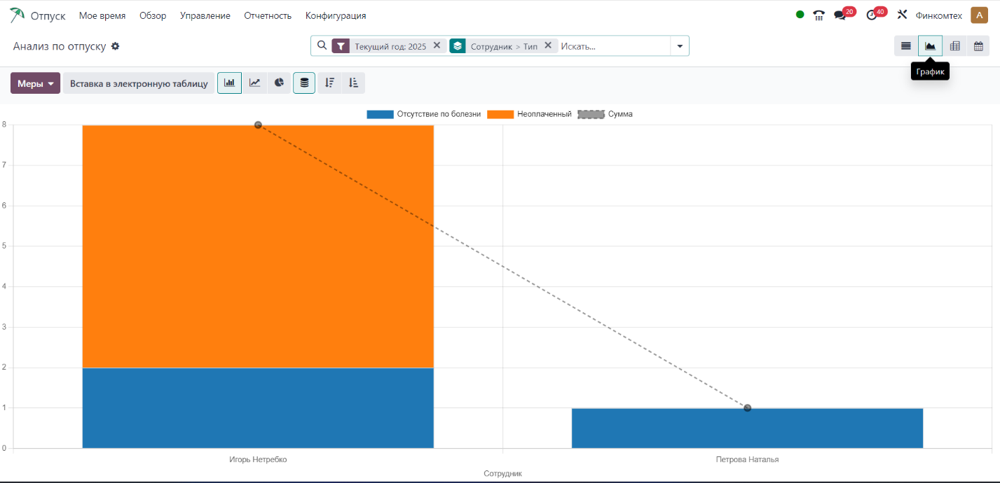 Отпуск Мое время Обзор Управление Отчетность Конфигурация 20 40 Финкомтех A
Анализ по отпуску Текущий год: 2025 Сотрудник > Тип Искать...
График
Меры Вставка в электронную таблицу
Отсутствие по болезни Неоплаченный Сумма
8
7
6
5
4
3
2
1
0
Игорь Нетребко Петрова Наталья
Сотрудник